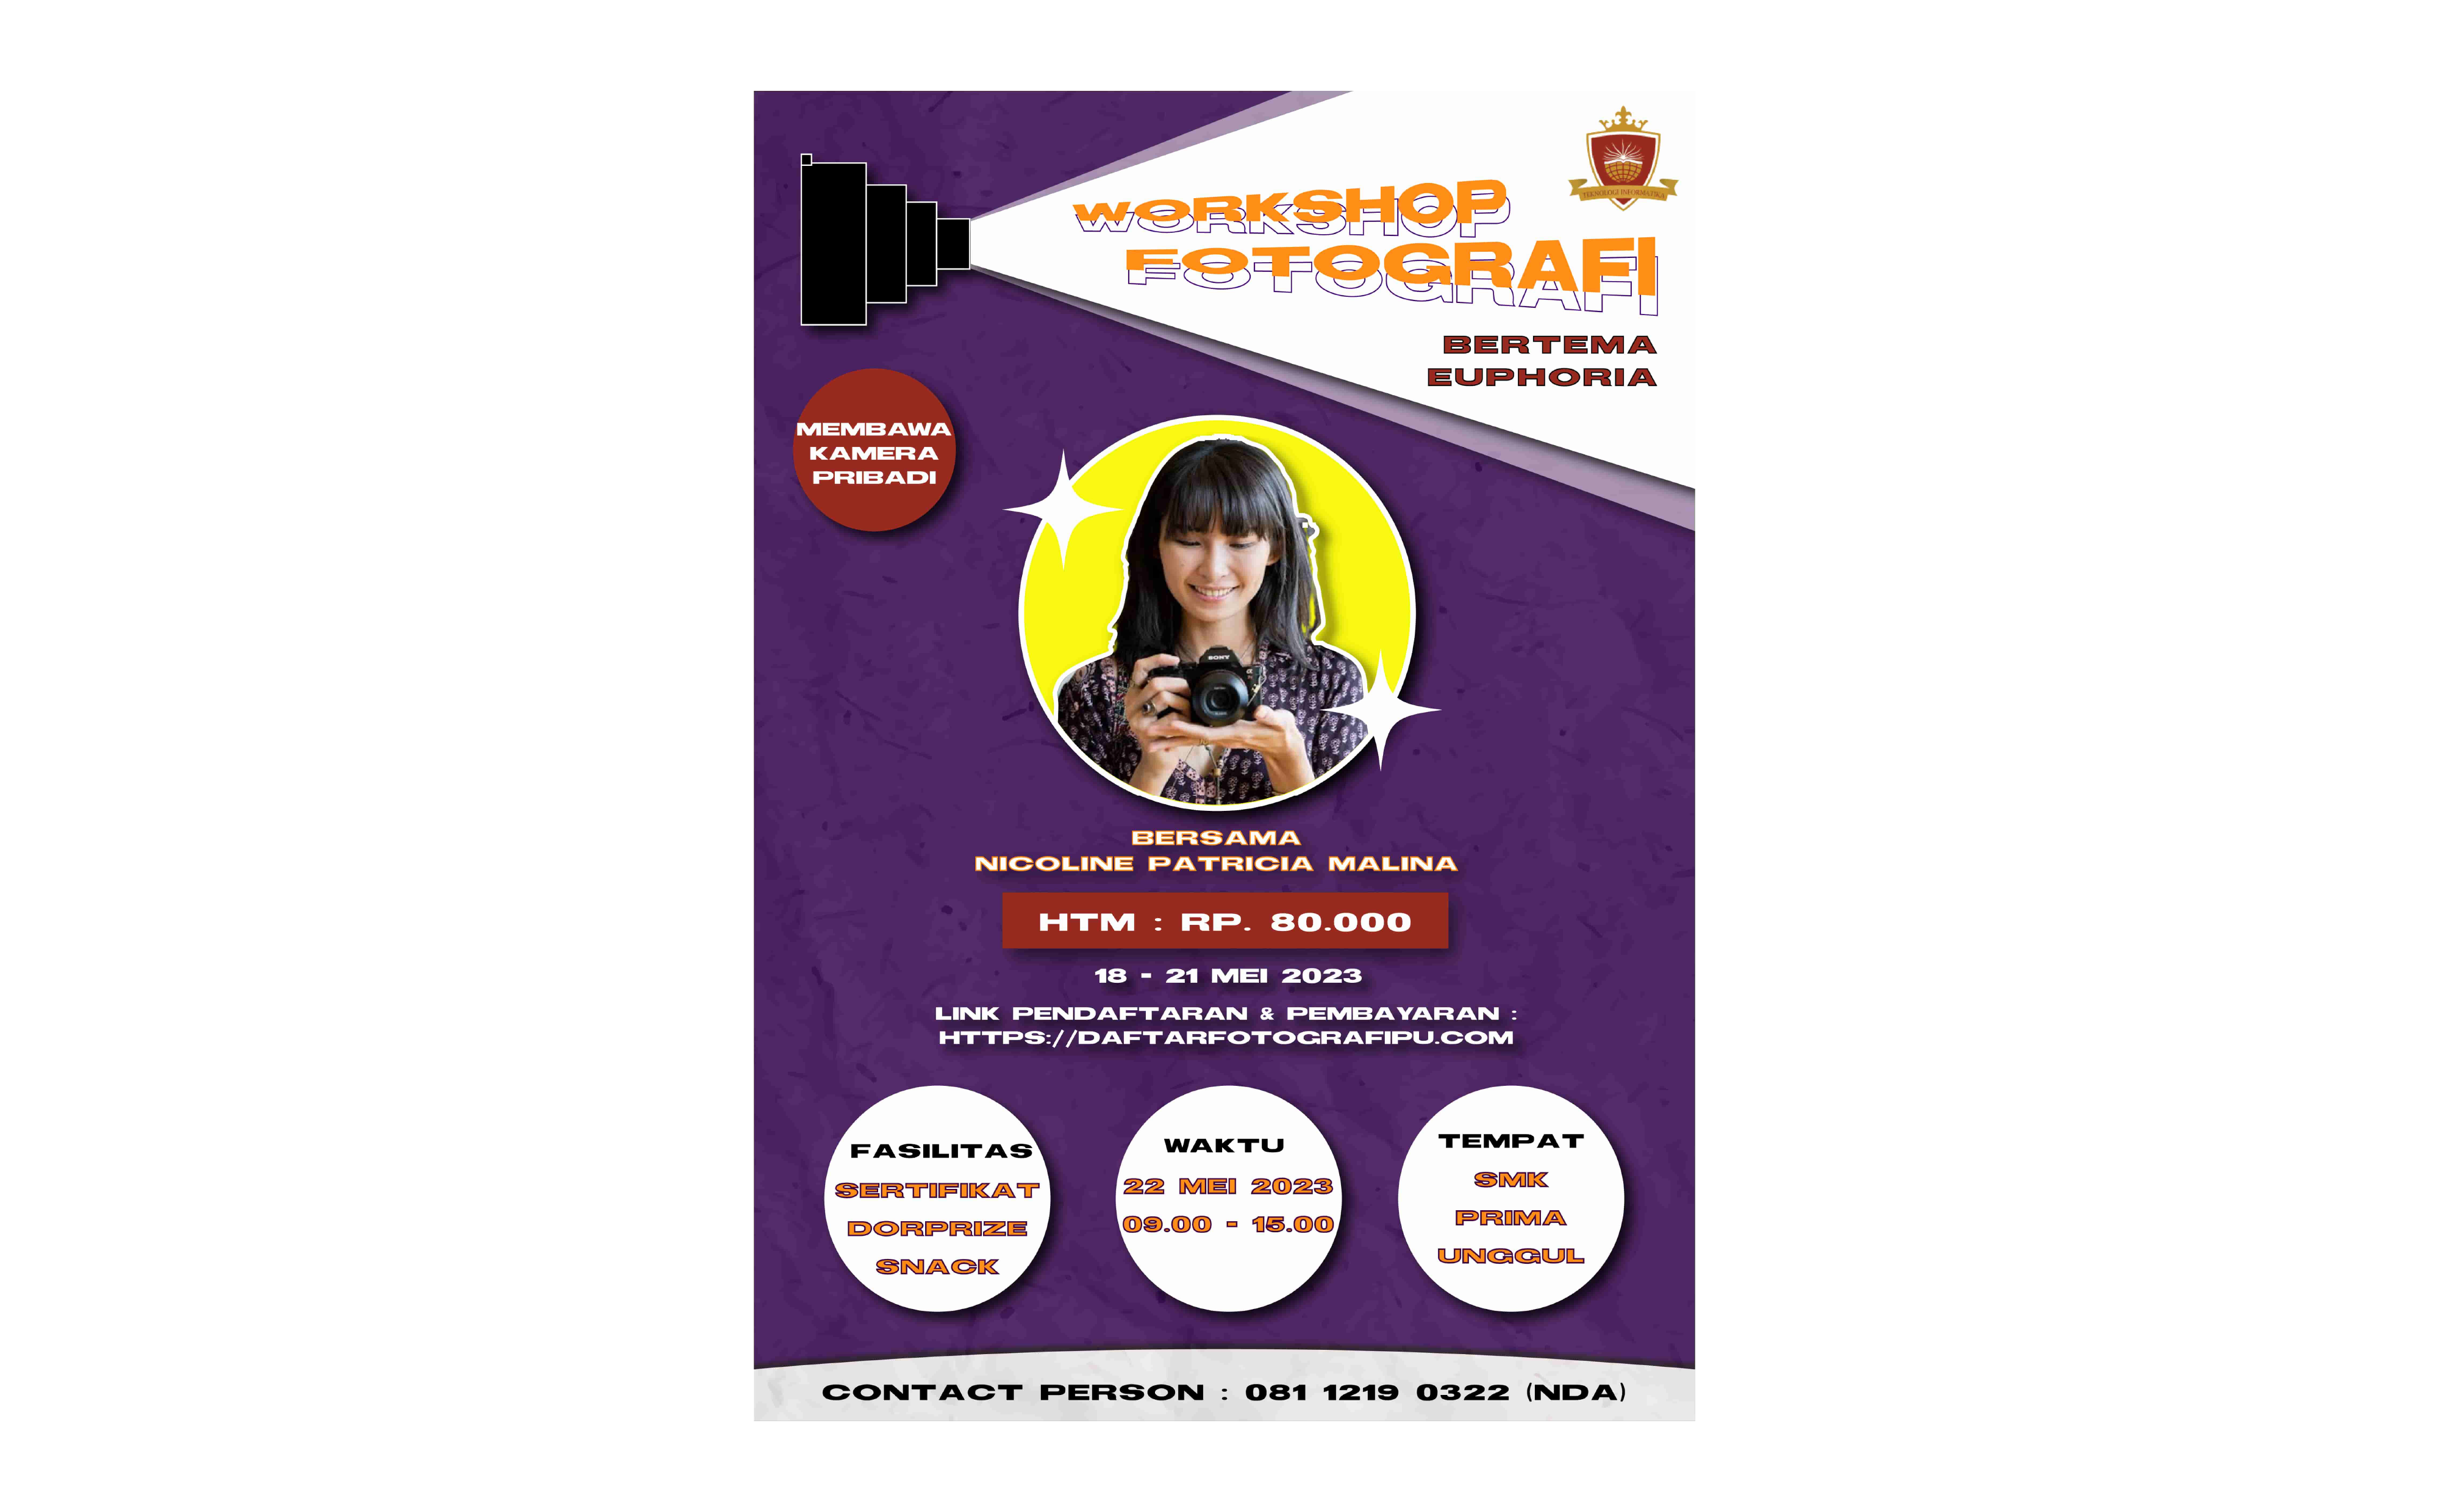 TEKNOLOGI INFORMATIKA
WORKSHOP
FOTOGRAFI
BERTEMA
EUPHORIA
MEMBAWA
KAMERA
PRIBADI
SONY
BERSAMA
NICOLINE PATRICIA MALINA
HTM : RP. 80.000
18 - 21 MEI 2023
LINK PENDAFTARAN & PEMBAYARAN :
HTTPS://DAFTARFOTOGRAFIPU.COM
FASILITAS
SERTIFIKAT
DORPRIZE
SNACK
WAKTU
22 MEI 2023
09.00 - 15.00
TEMPAT
SMK
PRIMA
UNGGUL
CONTACT PERSON : 081 1219 0322 (NDA)